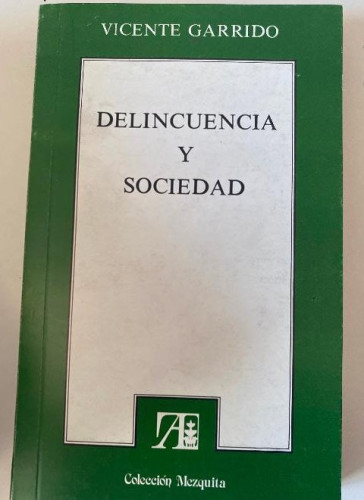 VICENTE GARRIDO
DELINCUENCIA
Y
SOCIEDAD
Colección Mezquita